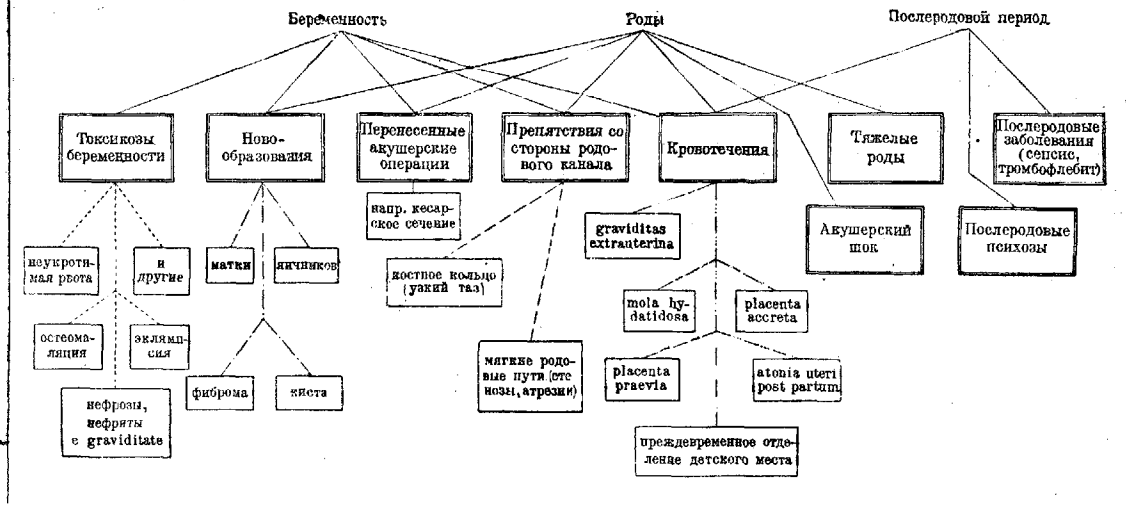 Беременность
Роды
Послеродовой период
Токсикозы
беременности
Ново-
образования
Перенесенные
акушерские
операции
Препятствия со
стороны родо-
вого канала
Кровотечения
Тяжелые
роды
Послеродовые
заболевания
(сепсис,
тромбофлебит)
напр. кесар-
ское сечение
graviditas
extrauterina
Акушерский
шок
Послеродовые
психозы
неукроти-
мая рвота
и
другие
матки
яичников
костное кольцо
(узкий таз)
mola hy-
datidosa
placenta
accreta
остеома-
ляция
эклямп-
сия
мягкие родо-
вые пути (сте
нозы, атрезии)
placenta
praevia
atonia uteri
post partum
фиброма
киста
нефрозы,
нефриты
e graviditate
преждевременное отде-
ление детского места